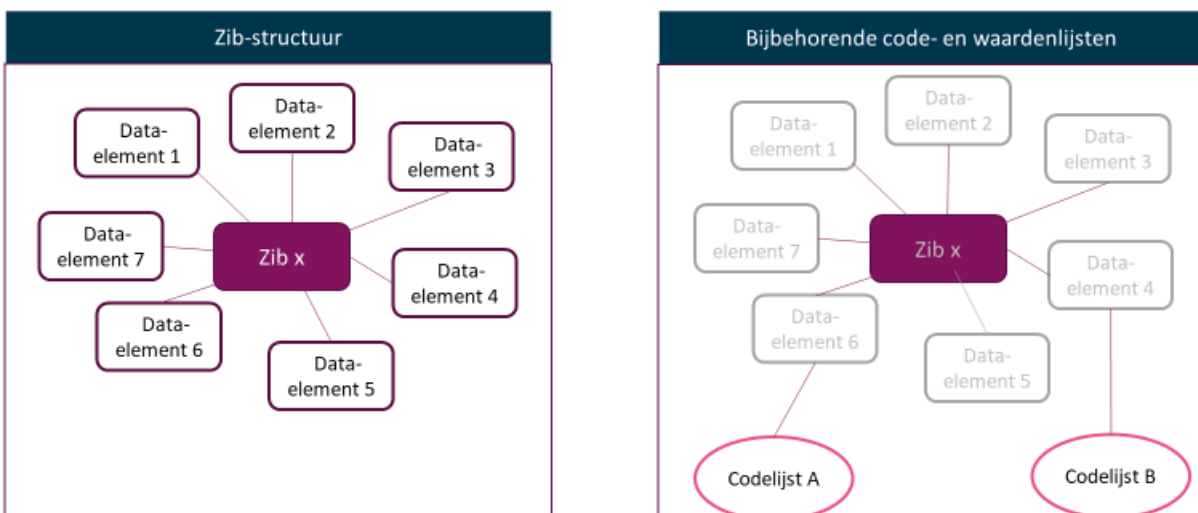 Zib-structuur
Data-
element 1
Data-
element 2
Data-
element 3
Data-
element 7
Zib x
Data-
element 4
Data-
element 6
Data-
element 5
Bijbehorende code- en waardenlijsten
Data-
element 1
Data-
element 2
Data-
element 3
Data-
element 7
Zib x
Data-
element 4
Data-
element 6
Data-
element 5
Codelijst A
Codelijst B